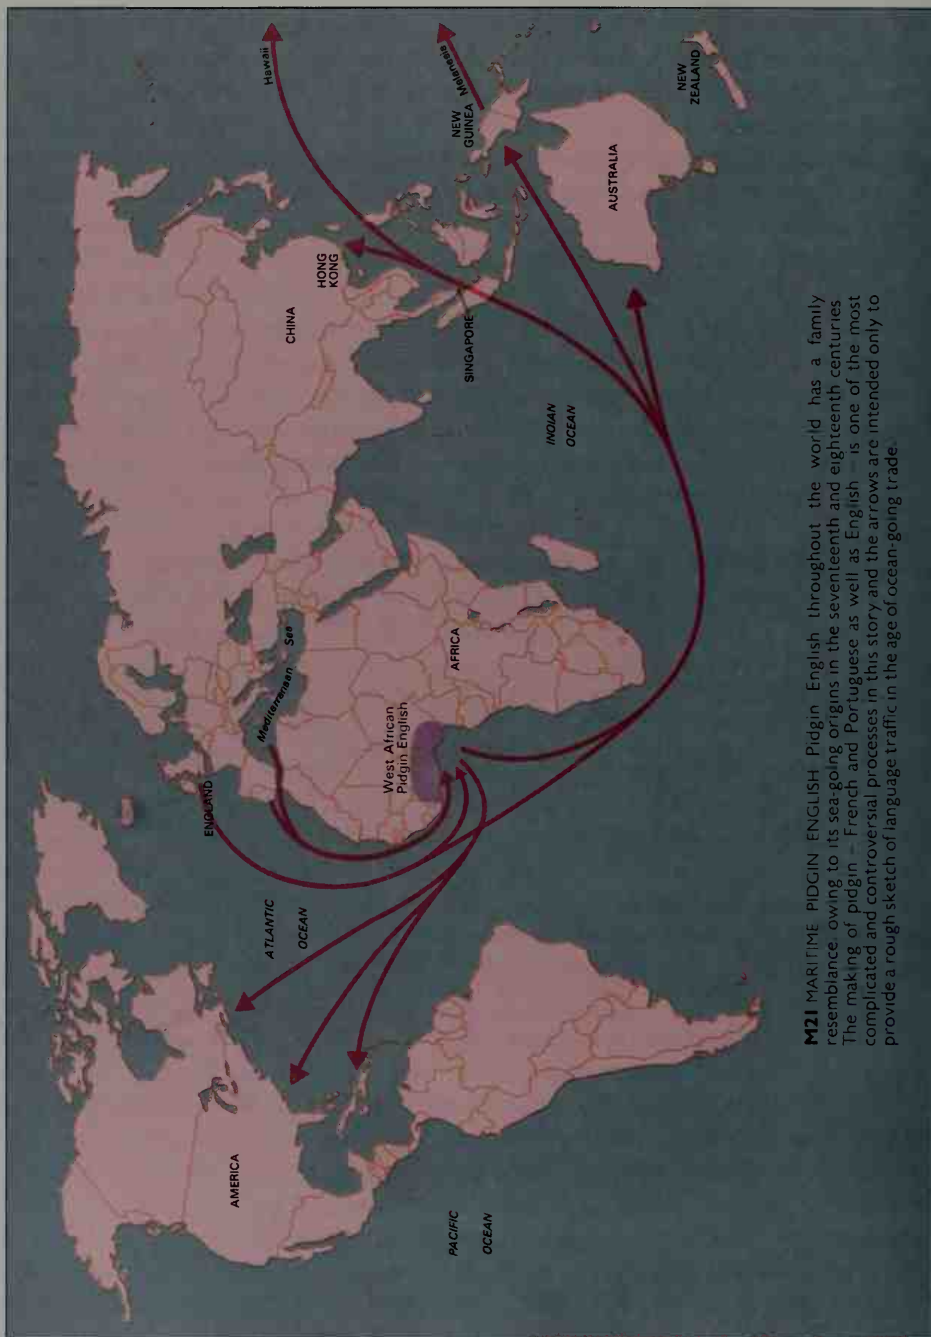 AMERICA
PACIFIC
OCEAN
ATLANTIC
OCEAN
ENGLAND
Mediterranean Sea
West African
Pidgin English
AFRICA
INDIAN
OCEAN
CHINA
HONG
KONG
SINGAPORE
Hawaii
Melanesia
NEW
GUINEA
AUSTRALIA
NEW
ZEALAND
M21 MARITIME PIDGIN ENGLISH Pidgin English throughout the world has a family
resemblance, owing to its sea-going origins in the seventeenth and eighteenth centuries
The making of pidgin – French and Portuguese as well as English – is one of the most
complicated and controversial processes in this story and the arrows are intended only to
provide a rough sketch of language traffic in the age of ocean-going trade.